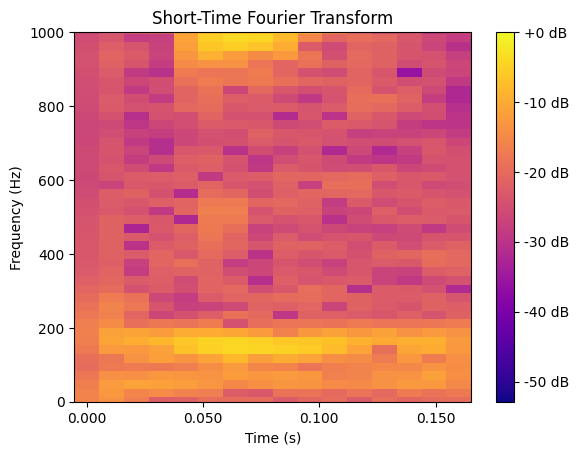 Short-Time Fourier Transform
1000
800
600
400
200
0
Frequency (Hz)
0.000
0.050
0.100
0.150
Time (s)
+0 dB
-10 dB
-20 dB
-30 dB
-40 dB
-50 dB